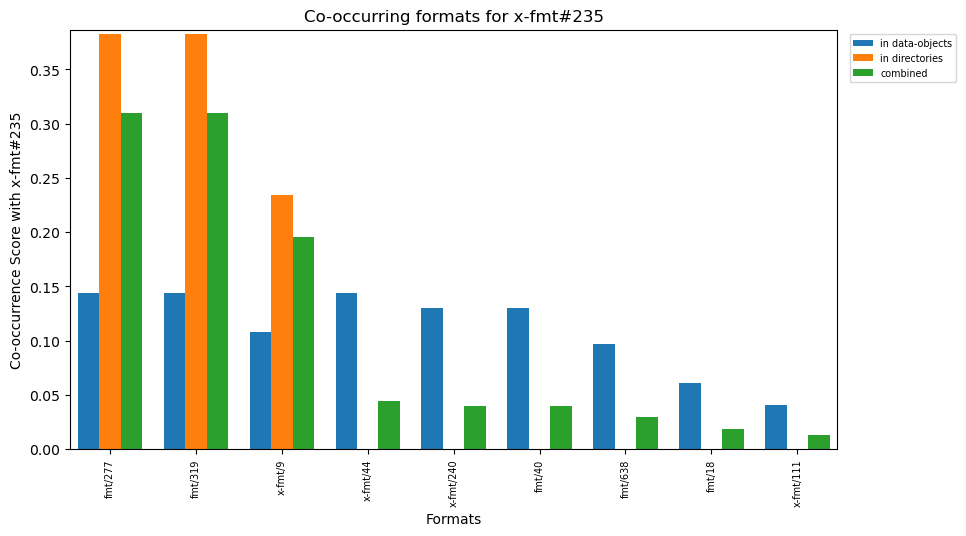 Co-occurring formats for x-fmt#235
in data-objects
in directories
combined
Co-occurrence Score with x-fmt#235
0.35
0.30
0.25
0.20
0.15
0.10
0.05
0.00
fmt/277
fmt/319
x-fmt/9
x-fmt/44
x-fmt/240
fmt/40
fmt/638
fmt/18
x-fmt/111
Formats